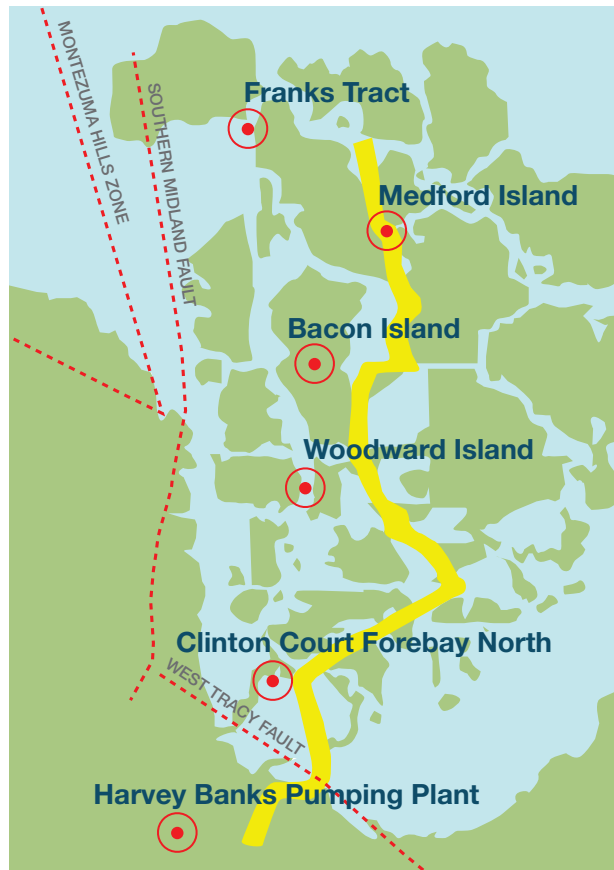 MONTEZUMA HILLS ZONE
SOUTHERN MIDLAND FAULT
Franks Tract
Medford Island
Bacon Island
Woodward Island
Clinton Court Forebay North
WEST TRACY FAULT
Harvey Banks Pumping Plant